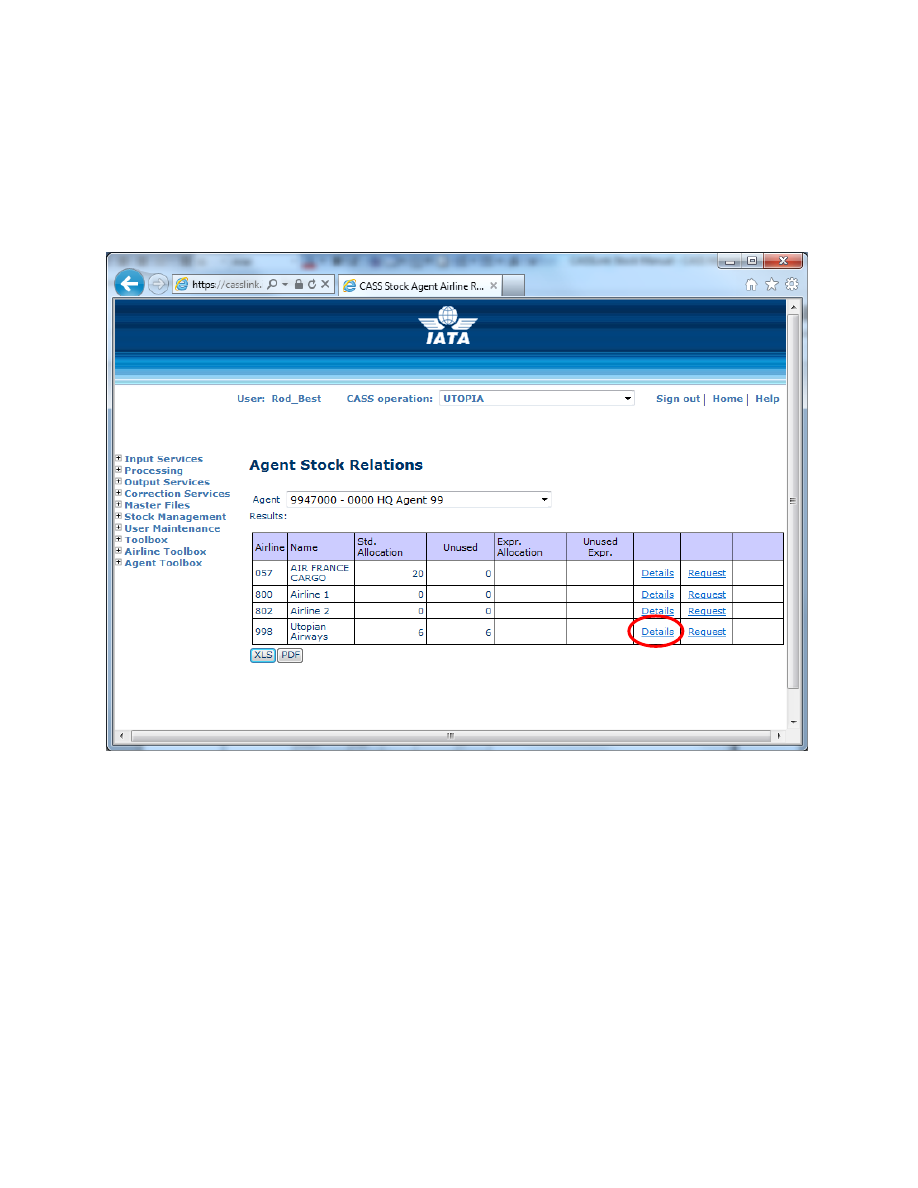 https://casslink.
CASS Stock Agent Airline R...
IATA
User: Rod_Best CASS operation: UTOPIA Sign out | Home | Help
Input Services
Processing
Output Services
Correction Services
Master Files
Stock Management
User Maintenance
Toolbox
Airline Toolbox
Agent Toolbox
Agent Stock Relations
Agent 9947000 - 0000 HQ Agent 99
Results:
Airline Name Std. Allocation Unused Expr. Allocation Unused Expr.
057 AIR FRANCE CARGO 20 0 Details Request
800 Airline 1 0 0 Details Request
802 Airline 2 0 0 Details Request
998 Utopian Airways 6 6 Details Request
XLS PDF